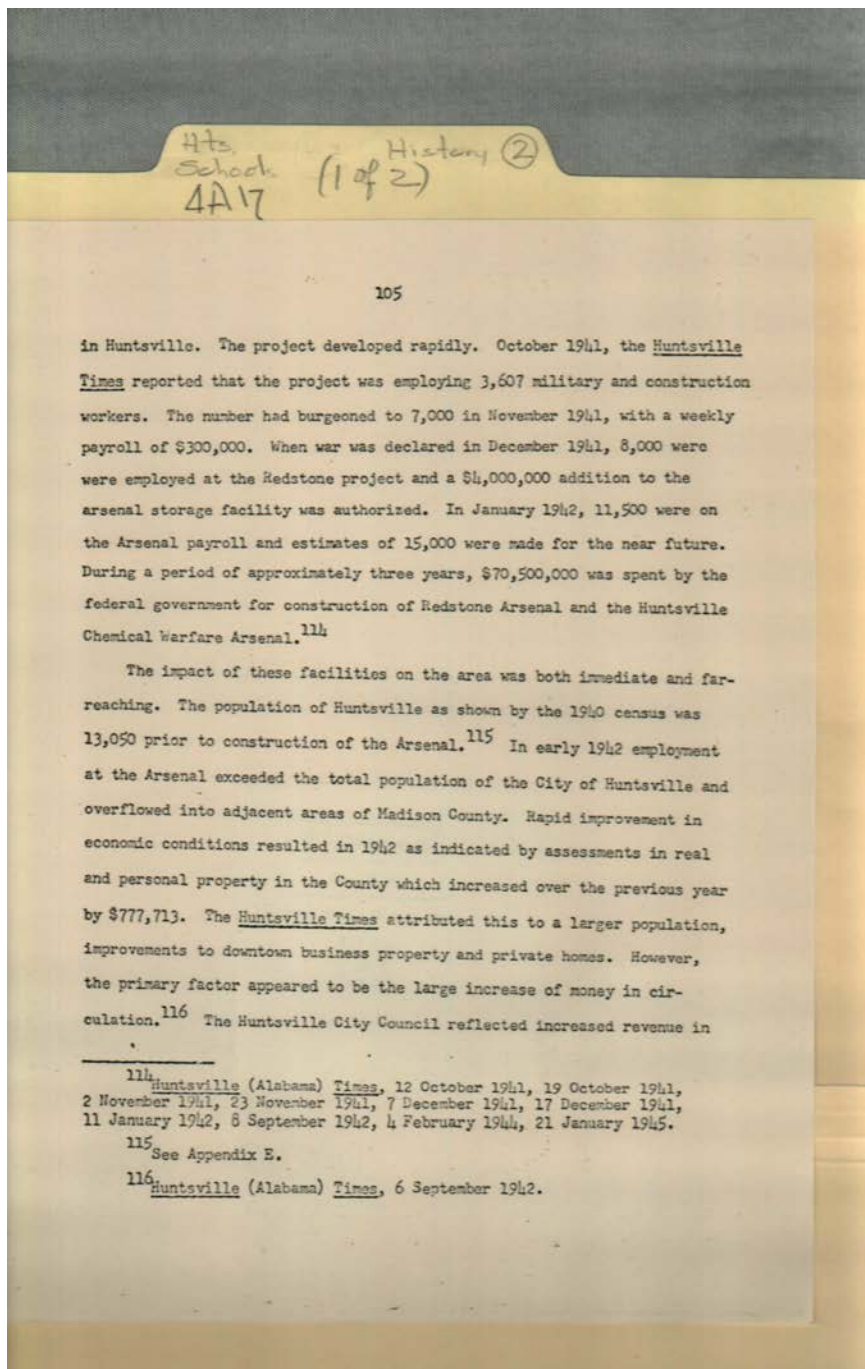 Hts. History ②
School.
(1 of 2)
4A17
105
in Huntsville. The project developed rapidly. October 1941, the Huntsville
Times reported that the project was employing 3,607 military and construction
workers. The number had burgeoned to 7,000 in November 1941, with a weekly
payroll of $300,000. When war was declared in December 1941, 8,000 were
were employed at the Redstone project and a $4,000,000 addition to the
arsenal storage facility was authorized. In January 1942, 11,500 were on
the Arsenal payroll and estimates of 15,000 were made for the near future.
During a period of approximately three years, $70,500,000 was spent by the
federal government for construction of Redstone Arsenal and the Huntsville
Chemical Warfare Arsenal.114
The impact of these facilities on the area was both immediate and far-
reaching. The population of Huntsville as shown by the 1940 census was
13,050 prior to construction of the Arsenal.115 In early 1942 employment
at the Arsenal exceeded the total population of the City of Huntsville and
overflowed into adjacent areas of Madison County. Rapid improvement in
economic conditions resulted in 1942 as indicated by assessments in real
and personal property in the County which increased over the previous year
by $777,713. The Huntsville Times attributed this to a larger population,
improvements to downtown business property and private homes. However,
the primary factor appeared to be the large increase of money in cir-
culation.116 The Huntsville City Council reflected increased revenue in
114Huntsville (Alabama) Times, 12 October 1941, 19 October 1941,
2 November 1941, 23 November 1941, 7 December 1941, 17 December 1941,
11 January 1942, 8 September 1942, 4 February 1944, 21 January 1945.
115See Appendix E.
116Huntsville (Alabama) Times, 6 September 1942.